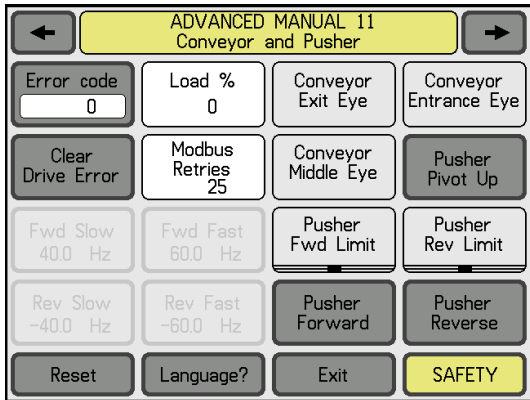 ADVANCED MANUAL 11
Conveyor and Pusher
Error code
0
Load %
0
Conveyor
Exit Eye
Conveyor
Entrance Eye
Clear
Drive Error
Modbus
Retries
25
Conveyor
Middle Eye
Pusher
Pivot Up
Fwd Slow
40.0 Hz
Fwd Fast
60.0 Hz
Pusher
Fwd Limit
Pusher
Rev Limit
Rev Slow
-40.0 Hz
Rev Fast
-60.0 Hz
Pusher
Forward
Pusher
Reverse
Reset
Language?
Exit
SAFETY